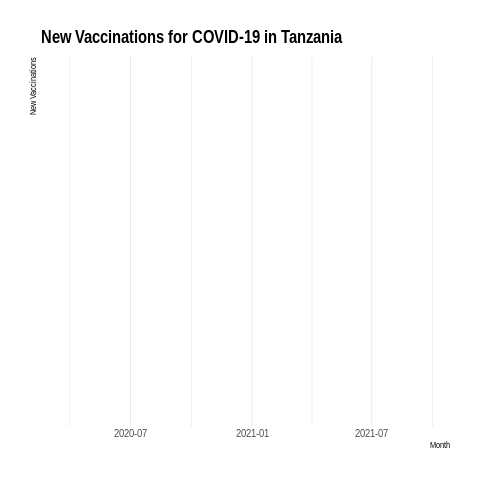 New Vaccinations for COVID-19 in Tanzania
New Vaccinations
2020-07
2021-01
2021-07
Month